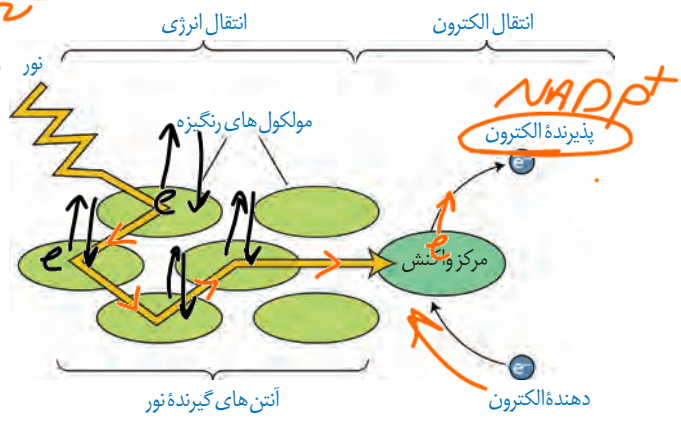 انتقال الکترون
انتقال انرژی
نور
NADP+
پذیرندهٔ الکترون
مولکول‌های رنگیزه
e-
e
e
e
مرکز واکنش
e-
دهندهٔ الکترون
آنتن‌های گیرندهٔ نور